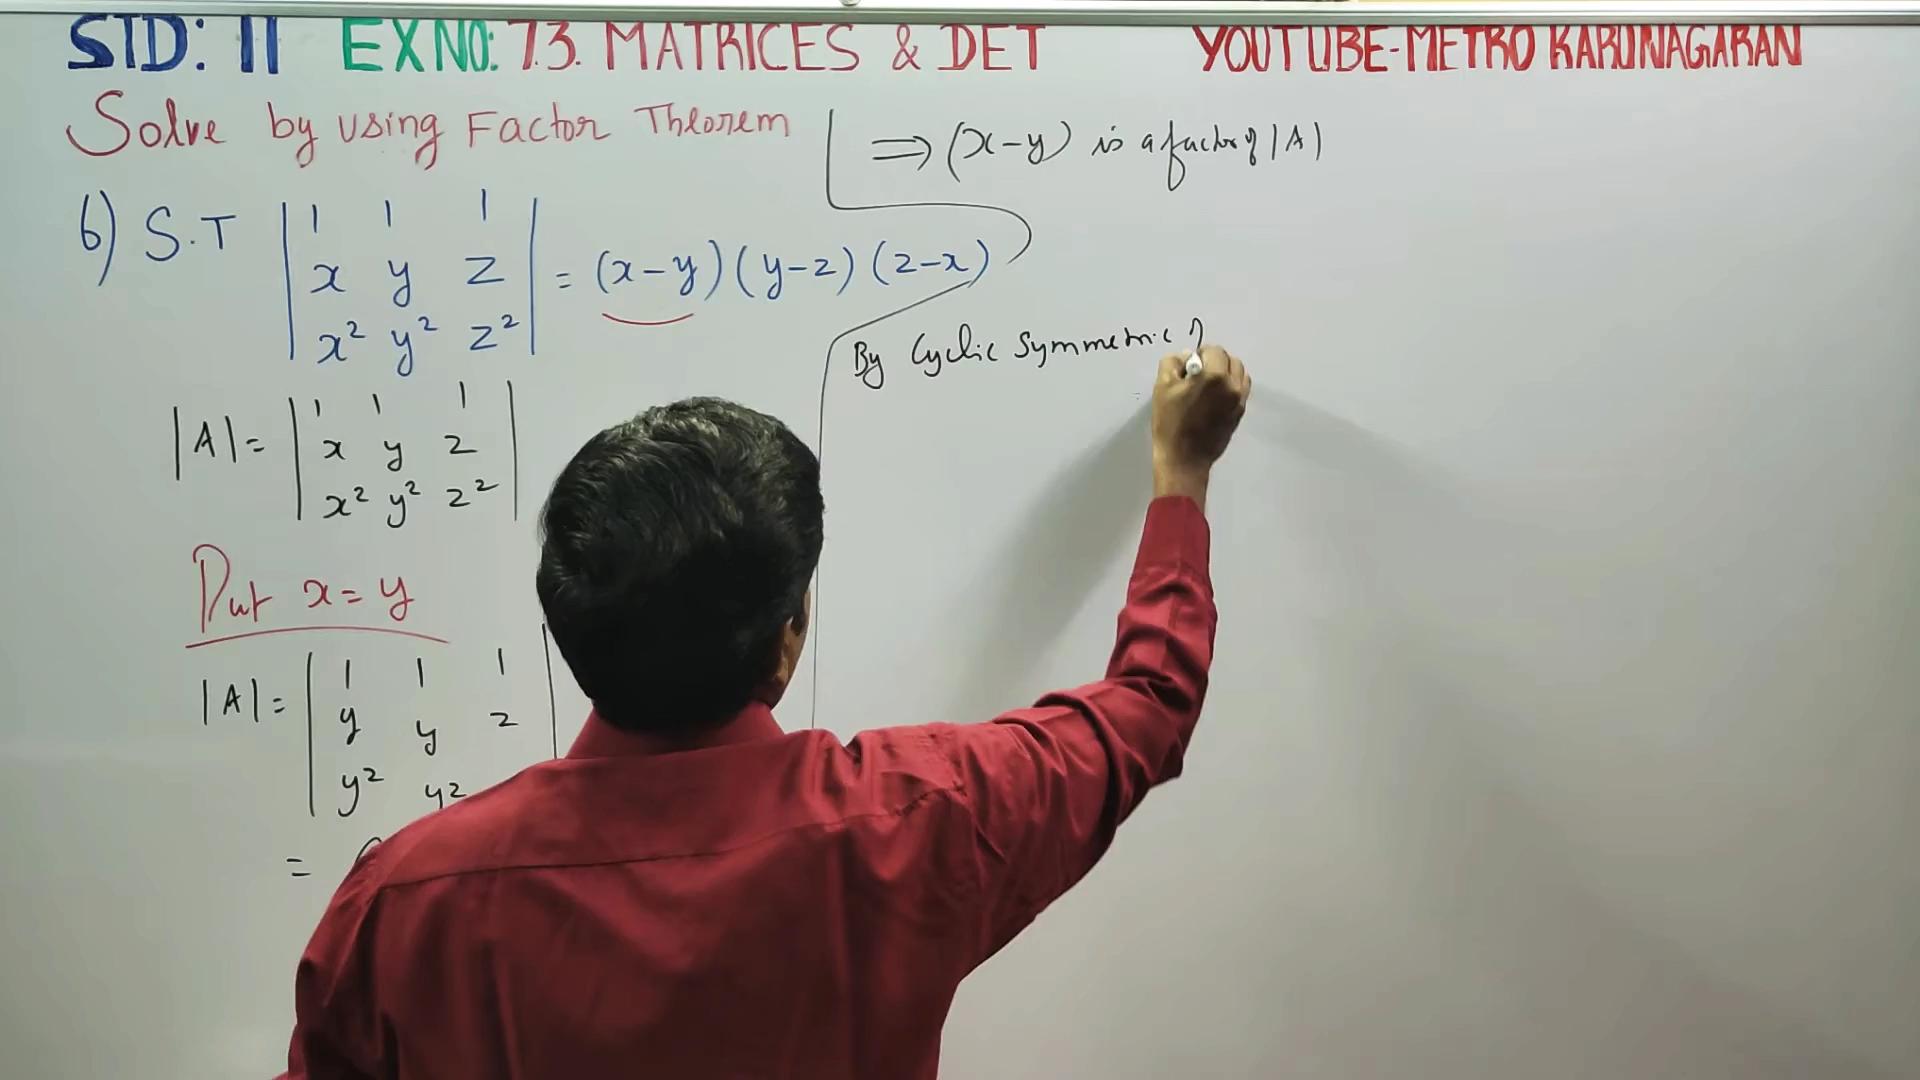 STD: 11 EX NO: 7.3. MATRICES & DET YOUTUBE-METRO KARUNAGARAN
Solve by using Factor Theorem
6) S.T | 1 1 1 |
| x y z | = (x-y)(y-z)(z-x)
| x² y² z² |
|A| = | 1 1 1 |
| x y z |
| x² y² z² |
Put x=y
|A| = | 1 1 1 |
| y y z |
y² y²
=
⟹ (x-y) is a factor of |A|
By Cyclic Symmetric